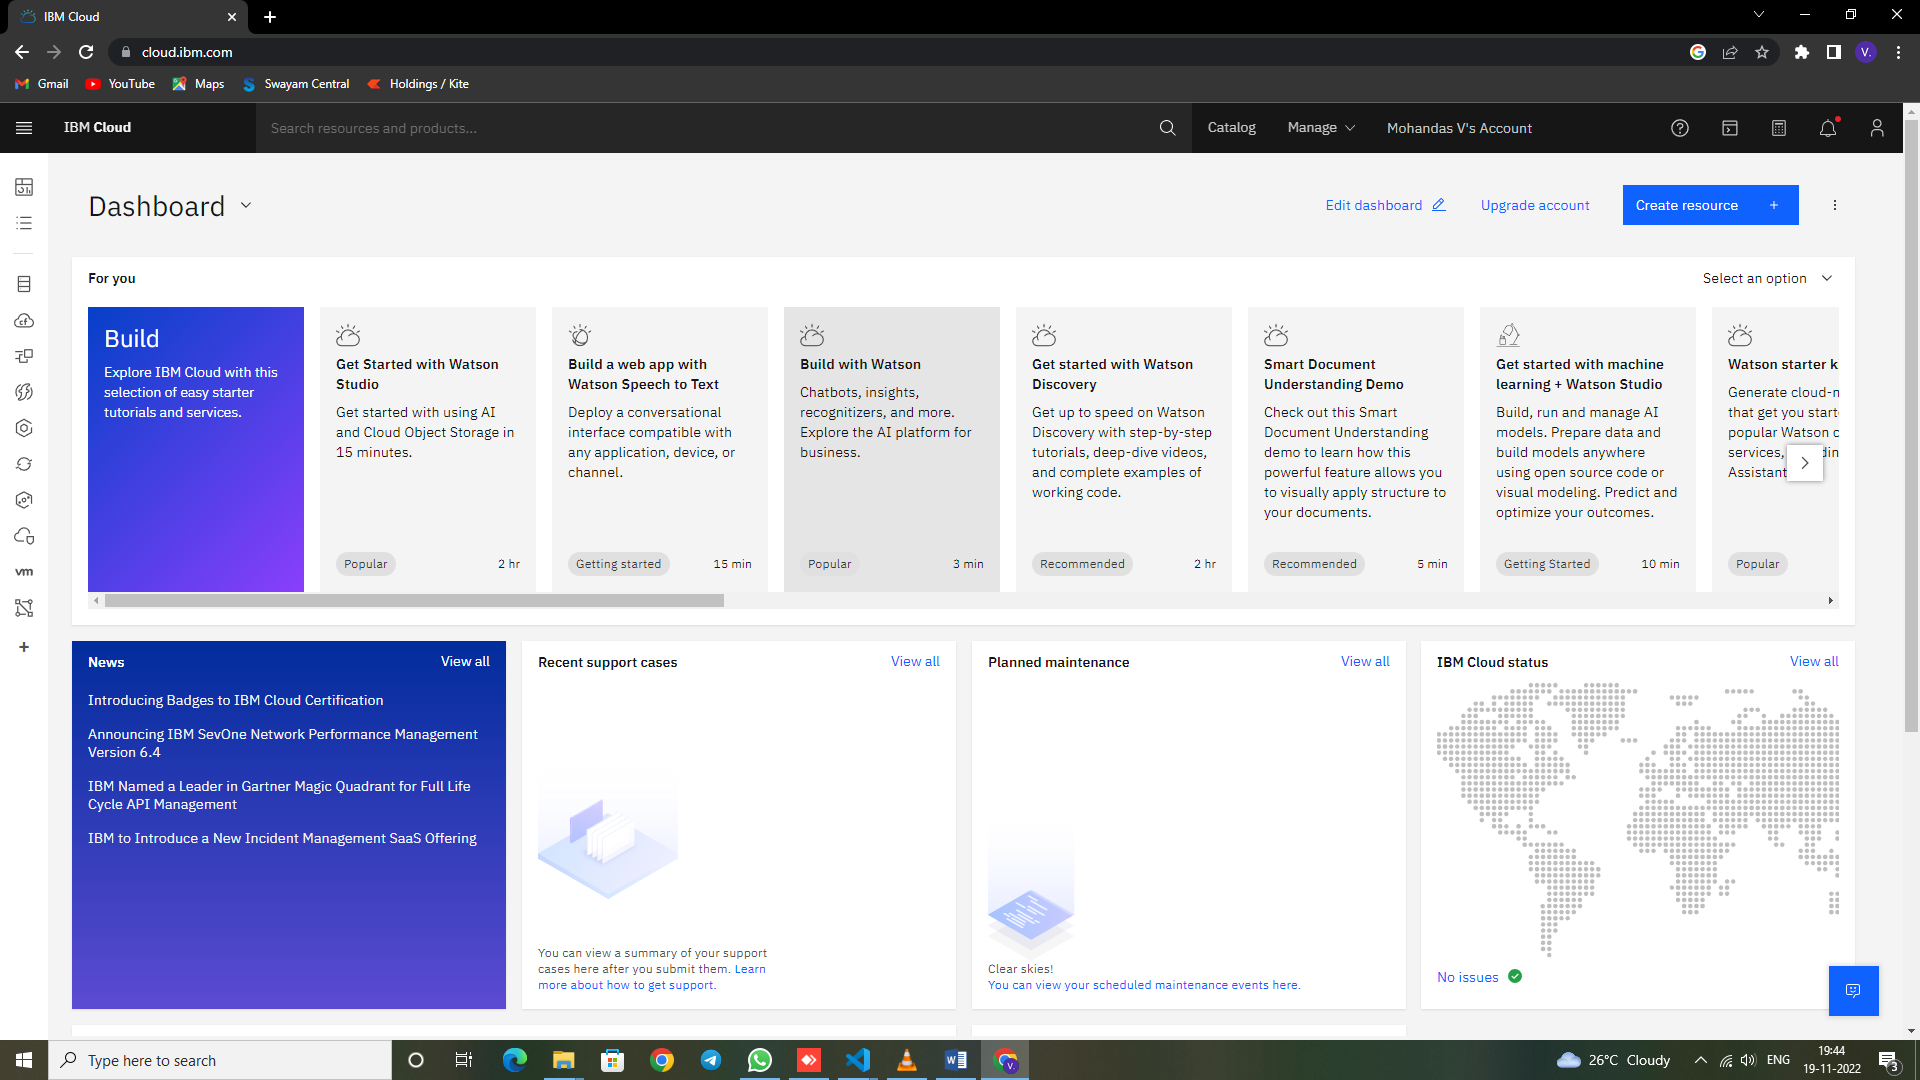 IBM Cloud
cloud.ibm.com
V.
Gmail
YouTube
Maps
Swayam Central
Holdings / Kite
IBM Cloud
Search resources and products...
Catalog
Manage
Mohandas V's Account
Dashboard
Edit dashboard
Upgrade account
Create resource +
For you
Select an option
Build
Explore IBM Cloud with this
selection of easy starter
tutorials and services.
Get Started with Watson
Studio
Get started with using AI
and Cloud Object Storage in
15 minutes.
Popular
2 hr
Build a web app with
Watson Speech to Text
Deploy a conversational
interface compatible with
any application, device, or
channel.
Getting started
15 min
Build with Watson
Chatbots, insights,
recognitizers, and more.
Explore the AI platform for
business.
Popular
3 min
Get started with Watson
Discovery
Get up to speed on Watson
Discovery with step-by-step
tutorials, deep-dive videos,
and complete examples of
working code.
Recommended
2 hr
Smart Document
Understanding Demo
Check out this Smart
Document Understanding
demo to learn how this
powerful feature allows you
to visually apply structure to
your documents.
Recommended
5 min
Get started with machine
learning + Watson Studio
Build, run and manage AI
models. Prepare data and
build models anywhere
using open source code or
visual modeling. Predict and
optimize your outcomes.
Getting Started
10 min
Watson starter k
Generate cloud-n
that get you start
popular Watson c
services,
Assistant
Popular
vm
News
View all
Introducing Badges to IBM Cloud Certification
Announcing IBM SevOne Network Performance Management
Version 6.4
IBM Named a Leader in Gartner Magic Quadrant for Full Life
Cycle API Management
IBM to Introduce a New Incident Management SaaS Offering
Recent support cases
View all
You can view a summary of your support
cases here after you submit them. Learn
more about how to get support.
Planned maintenance
View all
Clear skies!
You can view your scheduled maintenance events here.
IBM Cloud status
View all
No issues
Type here to search
26°C Cloudy
ENG
19:44
19-11-2022
3